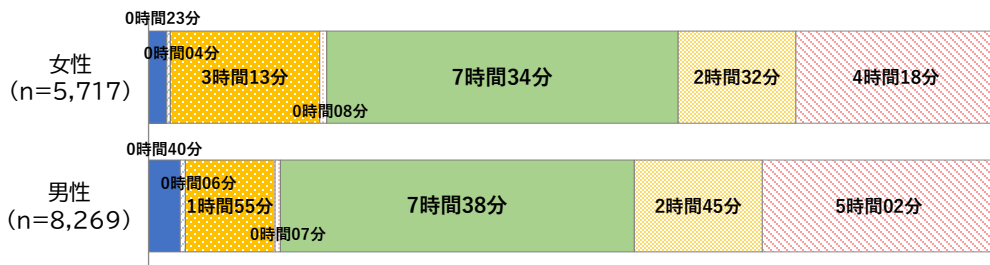 0時間23分
0時間04分
女性
(n=5,717)
3時間13分
7時間34分
2時間32分
4時間18分
0時間08分
0時間40分
0時間06分
男性
(n=8,269)
1時間55分
7時間38分
2時間45分
5時間02分
0時間07分